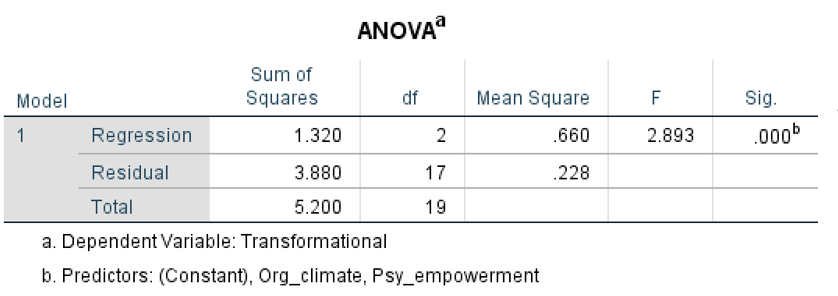 ANOVAa
Model Sum of Squares df Mean Square F Sig.
1 Regression 1.320 2 .660 2.893 .000b
Residual 3.880 17 .228
Total 5.200 19
a. Dependent Variable: Transformational
b. Predictors: (Constant), Org_climate, Psy_empowerment